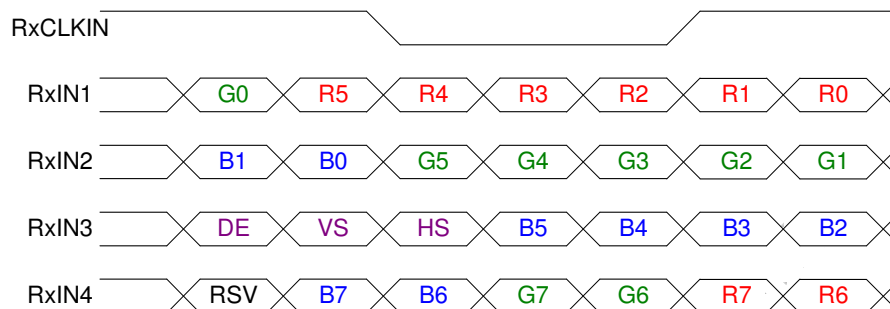 RxCLKIN
RxIN1 G0 R5 R4 R3 R2 R1 R0
RxIN2 B1 B0 G5 G4 G3 G2 G1
RxIN3 DE VS HS B5 B4 B3 B2
RxIN4 RSV B7 B6 G7 G6 R7 R6